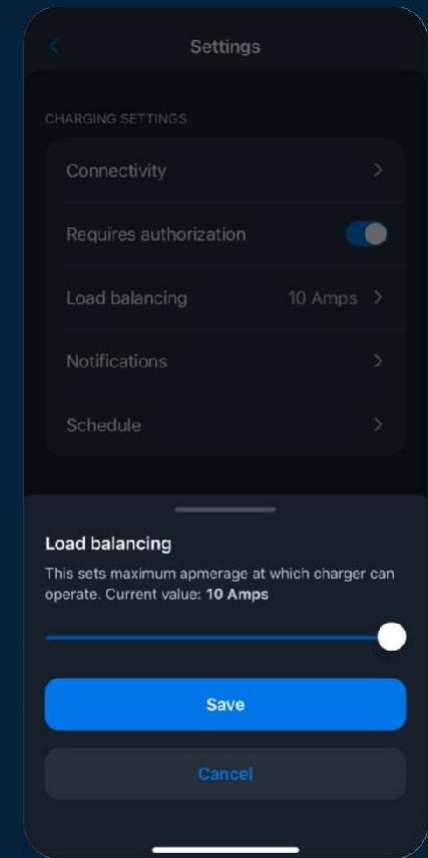 Settings
CHARGING SETTINGS
Connectivity
Requires authorization
Load balancing 10 Amps
Notifications
Schedule
Load balancing
This sets maximum apmerage at which charger can
operate. Current value: 10 Amps
Save
Cancel